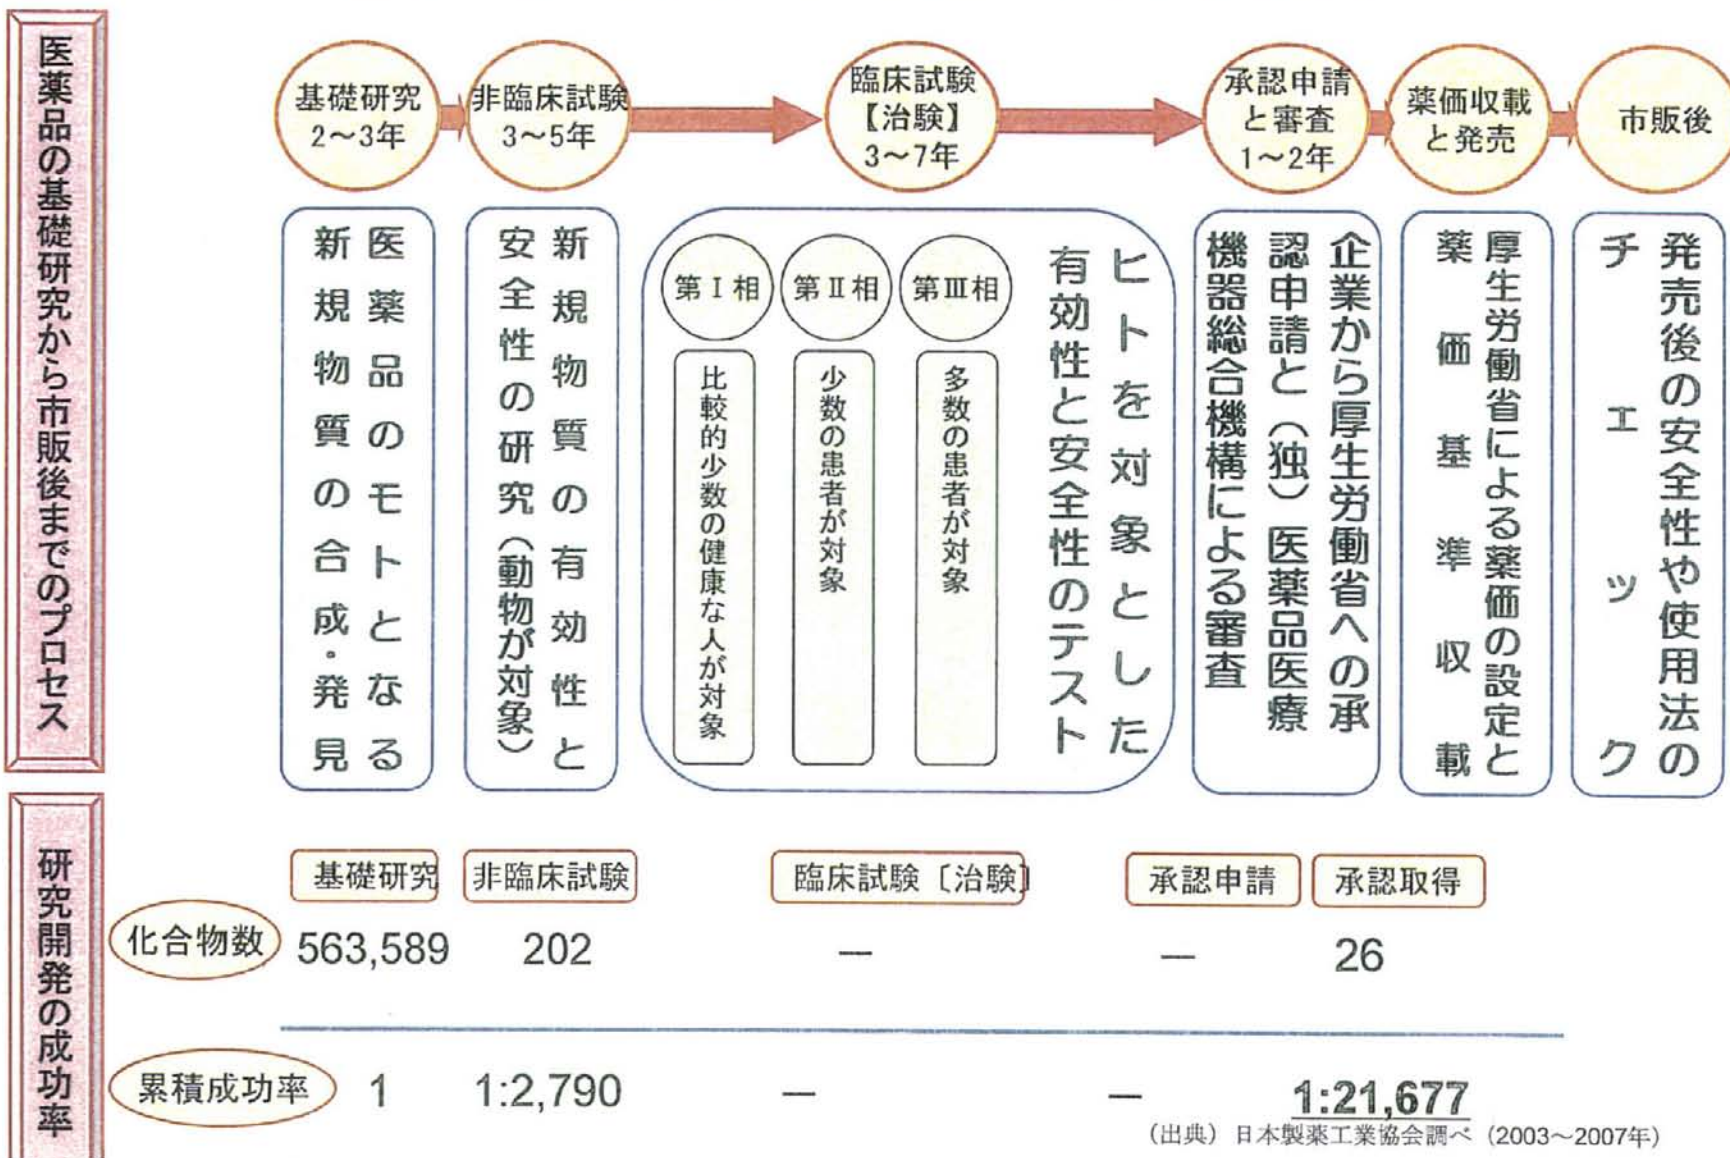 医薬品の基礎研究から市販後までのプロセス
基礎研究
2～3年
非臨床試験
3～5年
臨床試験
【治験】
3～7年
承認申請
と審査
1～2年
薬価収載
と発売
市販後
医薬品のモトとなる
新規物質の合成・発見
新規物質の有効性と
安全性の研究（動物が対象）
第Ⅰ相
比較的少数の健康な人が対象
第Ⅱ相
少数の患者が対象
第Ⅲ相
多数の患者が対象
ヒトを対象とした
有効性と安全性のテスト
企業から厚生労働省への承
認申請と（独）医薬品医療
機器総合機構による審査
厚生労働省による薬価の設定と
薬価基準収載
発売後の安全性や使用法の
チェック
研究開発の成功率
基礎研究
非臨床試験
臨床試験〔治験〕
承認申請
承認取得
化合物数
563,589
202
―
―
26
累積成功率
1
1:2,790
―
―
1:21,677
（出典）日本製薬工業協会調べ（2003～2007年）